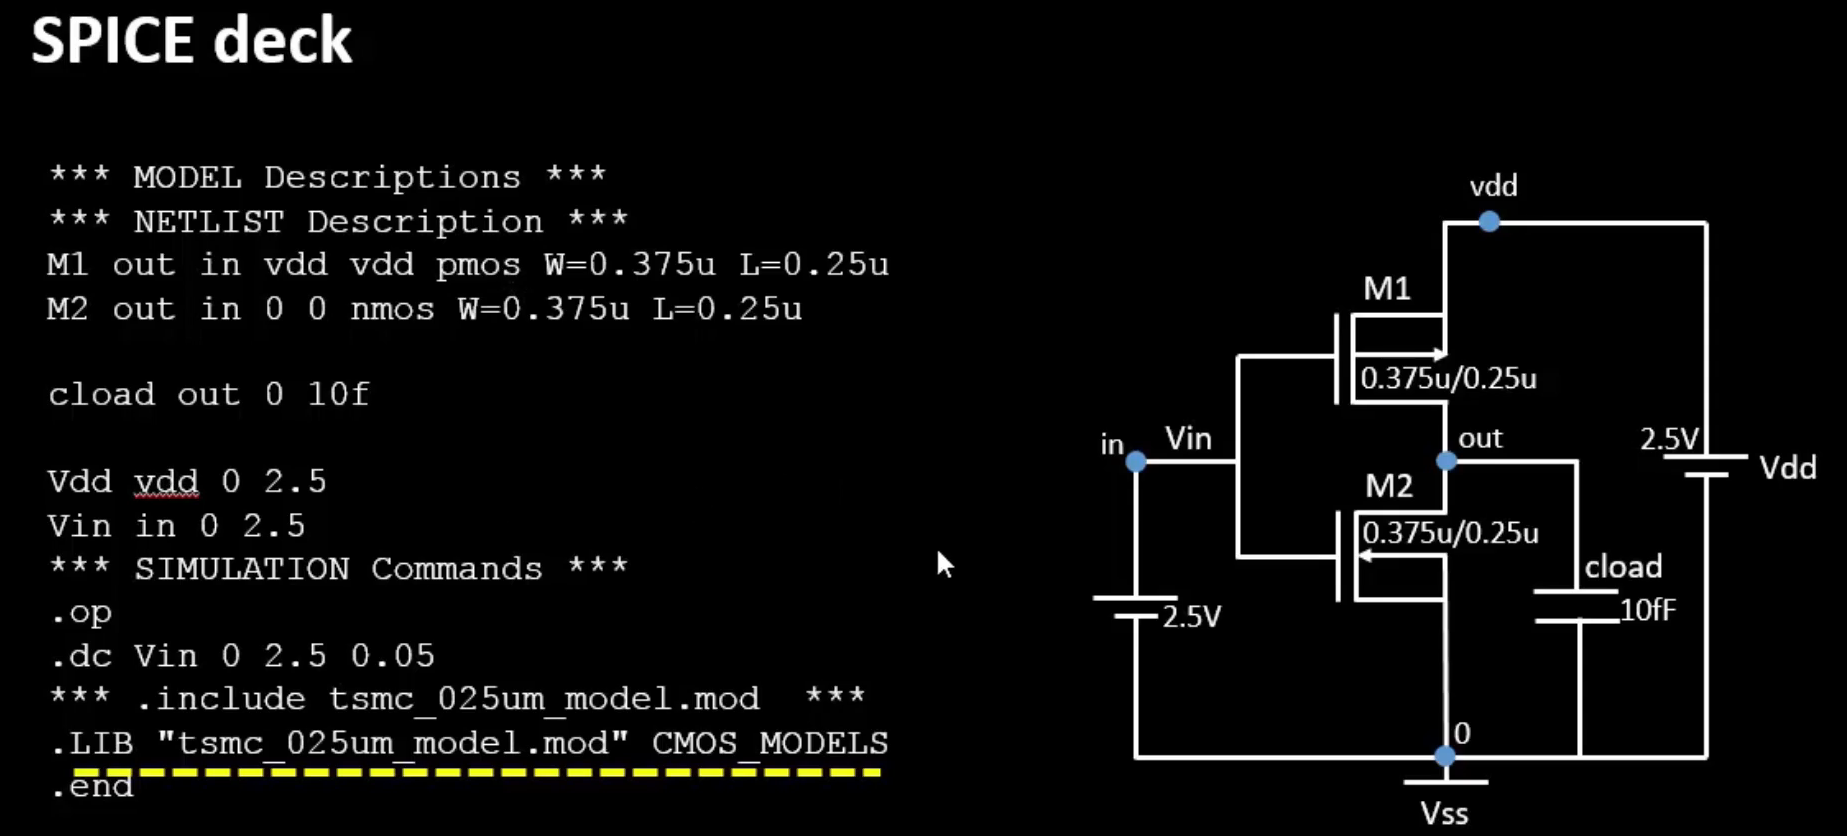 SPICE deck
*** MODEL Descriptions ***
*** NETLIST Description ***
M1 out in vdd vdd pmos W=0.375u L=0.25u
M2 out in 0 0 nmos W=0.375u L=0.25u
cload out 0 10f
Vdd vdd 0 2.5
Vin in 0 2.5
*** SIMULATION Commands ***
.op
.dc Vin 0 2.5 0.05
*** .include tsmc_025um_model.mod ***
.LIB "tsmc_025um_model.mod" CMOS_MODELS
.end
vdd
M1
0.375u/0.25u
in
Vin
out
2.5V
Vdd
M2
0.375u/0.25u
cload
10fF
2.5V
0
Vss